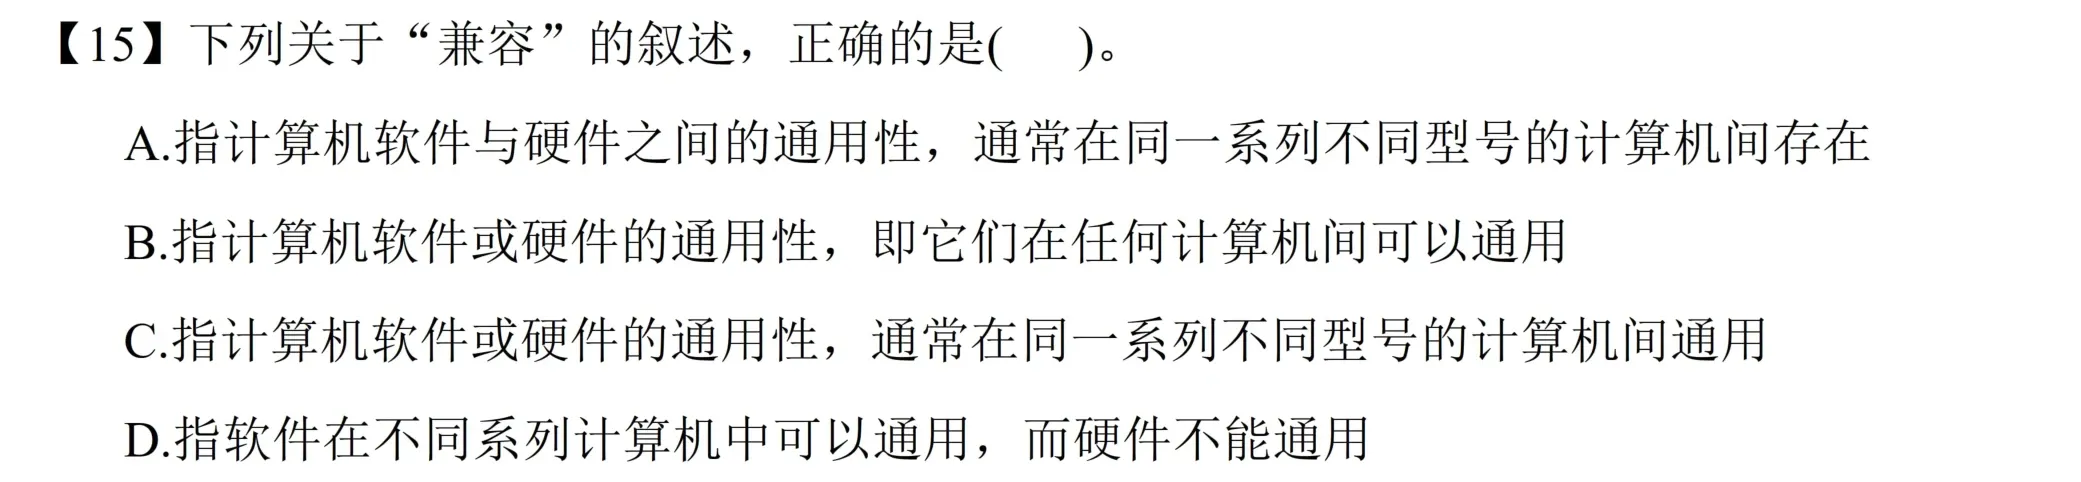 【15】下列关于“兼容”的叙述，正确的是(    )。
A.指计算机软件与硬件之间的通用性，通常在同一系列不同型号的计算机间存在
B.指计算机软件或硬件的通用性，即它们在任何计算机间可以通用
C.指计算机软件或硬件的通用性，通常在同一系列不同型号的计算机间通用
D.指软件在不同系列计算机中可以通用，而硬件不能通用